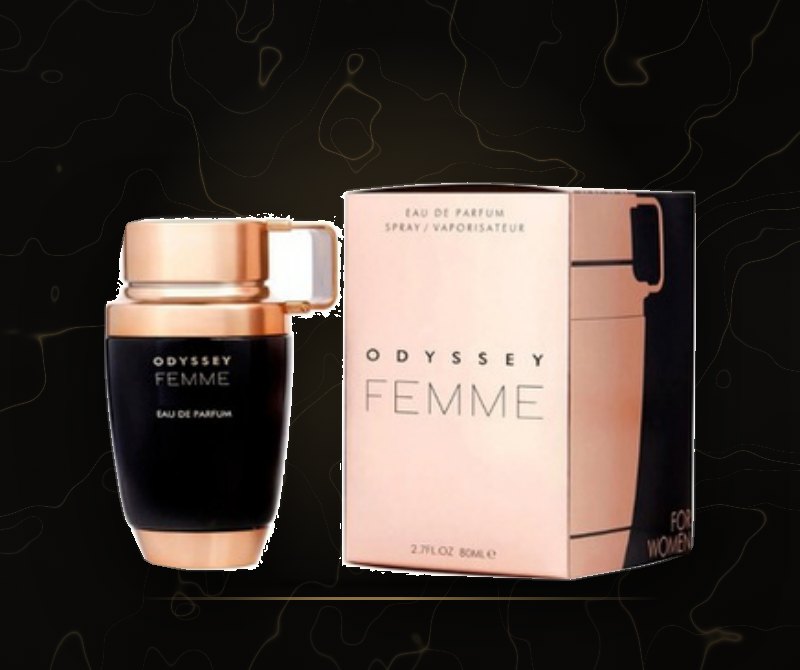 ODYSSEY
FEMME
EAU DE PARFUM
EAU DE PARFUM
SPRAY / VAPORISATEUR
ODYSSEY
FEMME
2.7FL.OZ 80ML℮
FOR
WOMEN